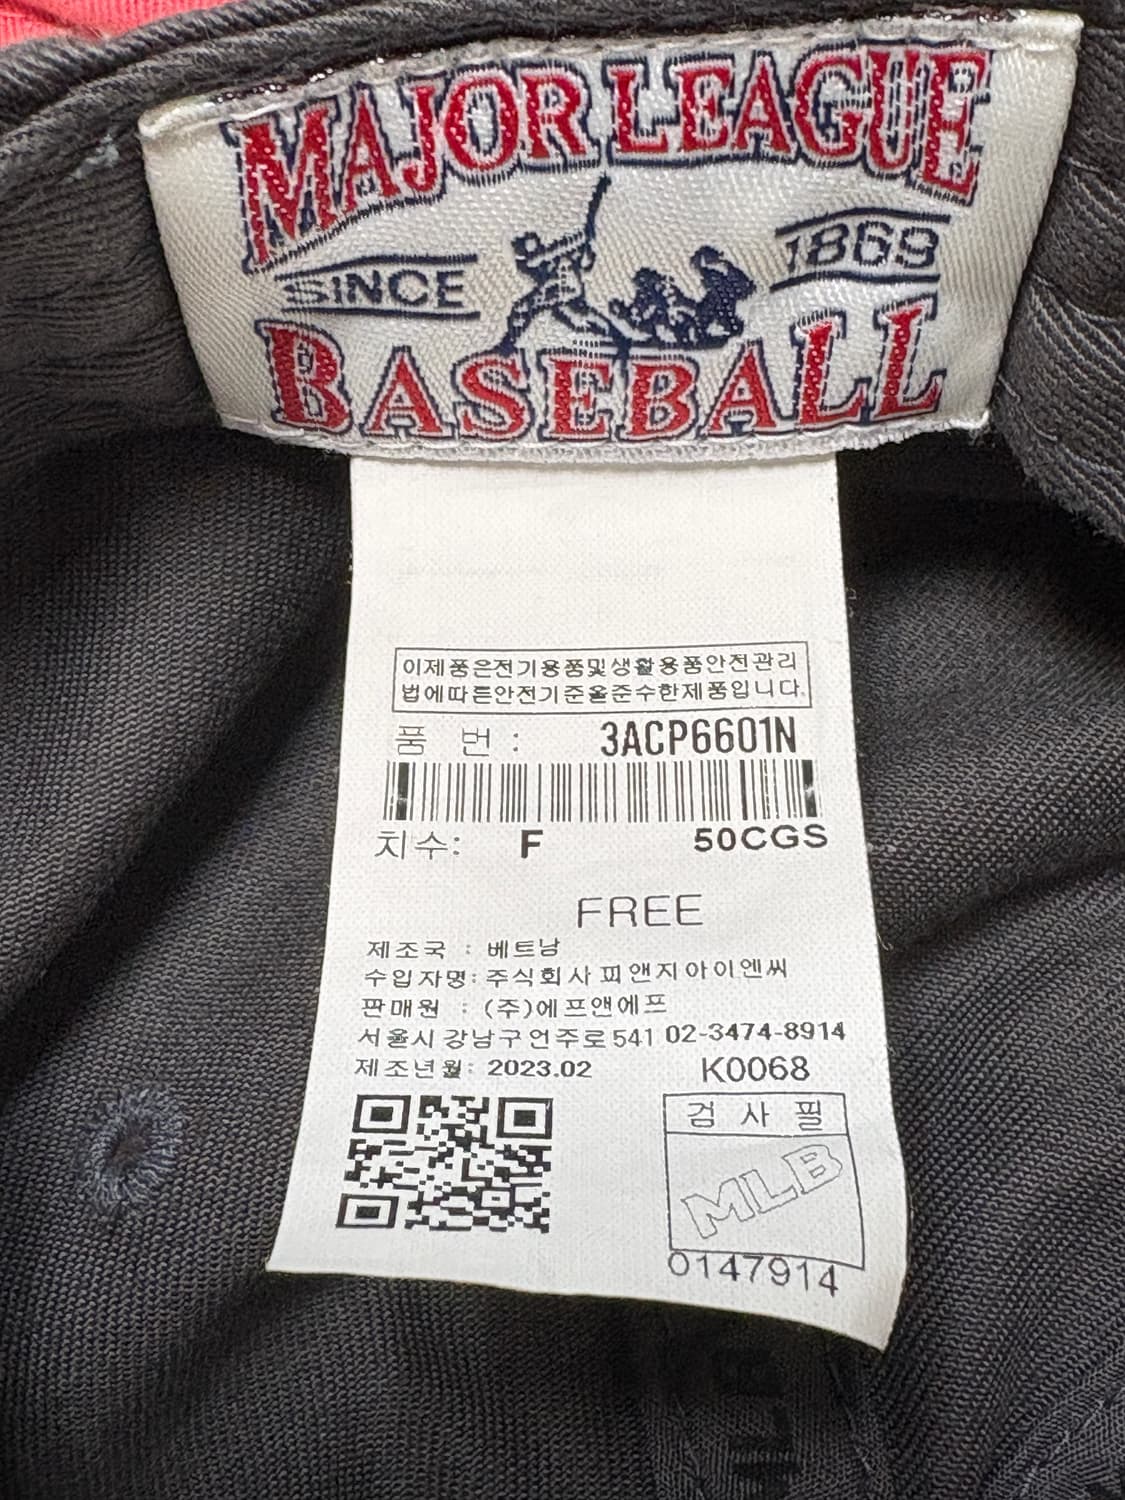 MAJOR LEAGUE
SINCE 1869
BASEBALL
이제품은전기용품및생활용품안전관리
법에따른안전기준을준수한제품입니다.
품 번 : 3ACP6601N
치수: F 50CGS
FREE
제조국 : 베트남
수입자명: 주식회사 피앤지아이엔씨
판매원 : (주)에프앤에프
서울시 강남구 언주로541 02-3474-8914
제조년월: 2023.02 K0068
검 사 필
MLB
0147914